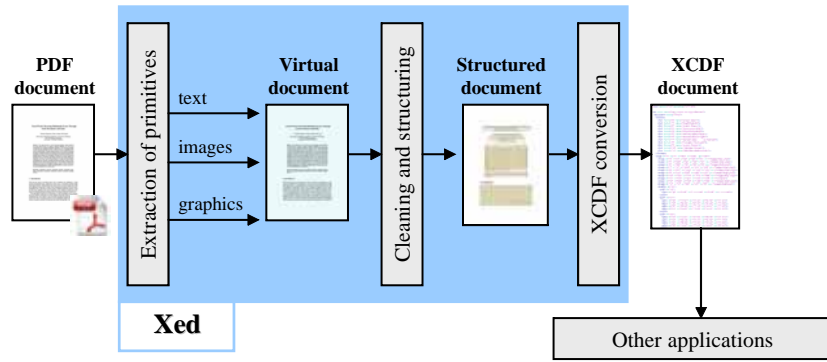 PDF
document
Extraction of primitives
text
images
graphics
Virtual
document
Cleaning and structuring
Structured
document
XCDF conversion
XCDF
document
Xed
Other applications